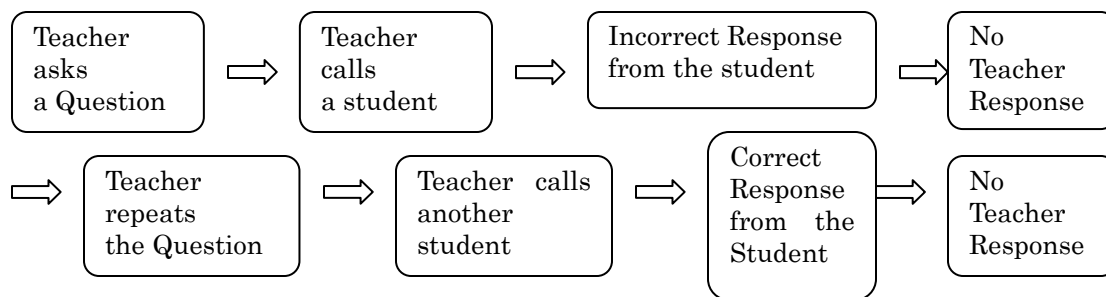 Teacher
asks
a Question
Teacher
calls
a student
Incorrect Response
from the student
No
Teacher
Response
Teacher
repeats
the Question
Teacher calls
another
student
Correct
Response
from the
Student
No
Teacher
Response